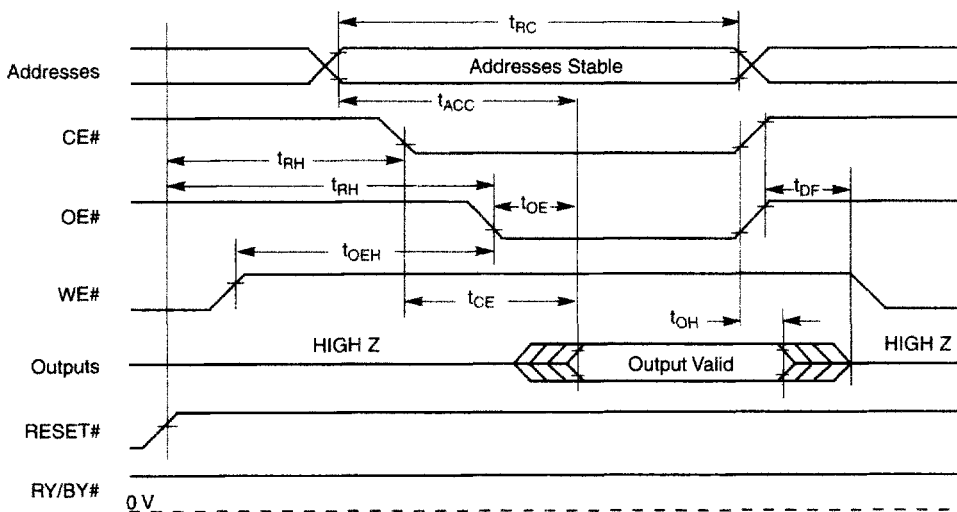 tRC
Addresses
Addresses Stable
tACC
CE#
tRH
tRH
tOE
tDF
OE#
tOEH
WE#
tCE
tOH
HIGH Z
HIGH Z
Outputs
Output Valid
RESET#
RY/BY#
0 V